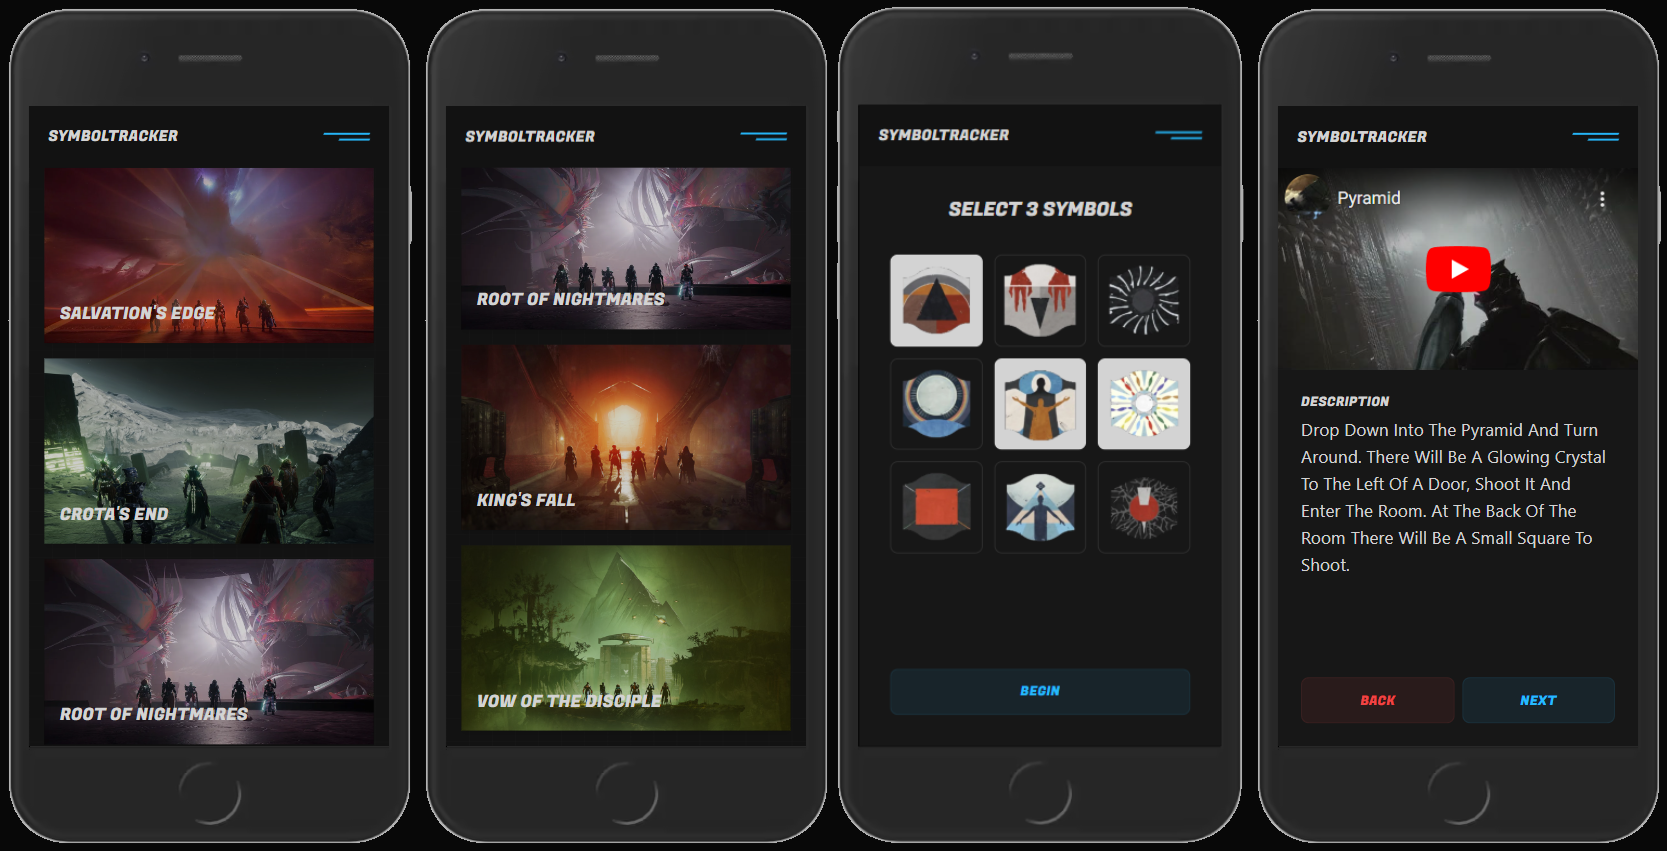 SYMBOLTRACKER
SALVATION'S EDGE
CROTA'S END
ROOT OF NIGHTMARES
SYMBOLTRACKER
ROOT OF NIGHTMARES
KING'S FALL
VOW OF THE DISCIPLE
SYMBOLTRACKER
SELECT 3 SYMBOLS
BEGIN
SYMBOLTRACKER
Pyramid
DESCRIPTION
Drop Down Into The Pyramid And Turn
Around. There Will Be A Glowing Crystal
To The Left Of A Door, Shoot It And
Enter The Room. At The Back Of The
Room There Will Be A Small Square To
Shoot.
BACK
NEXT